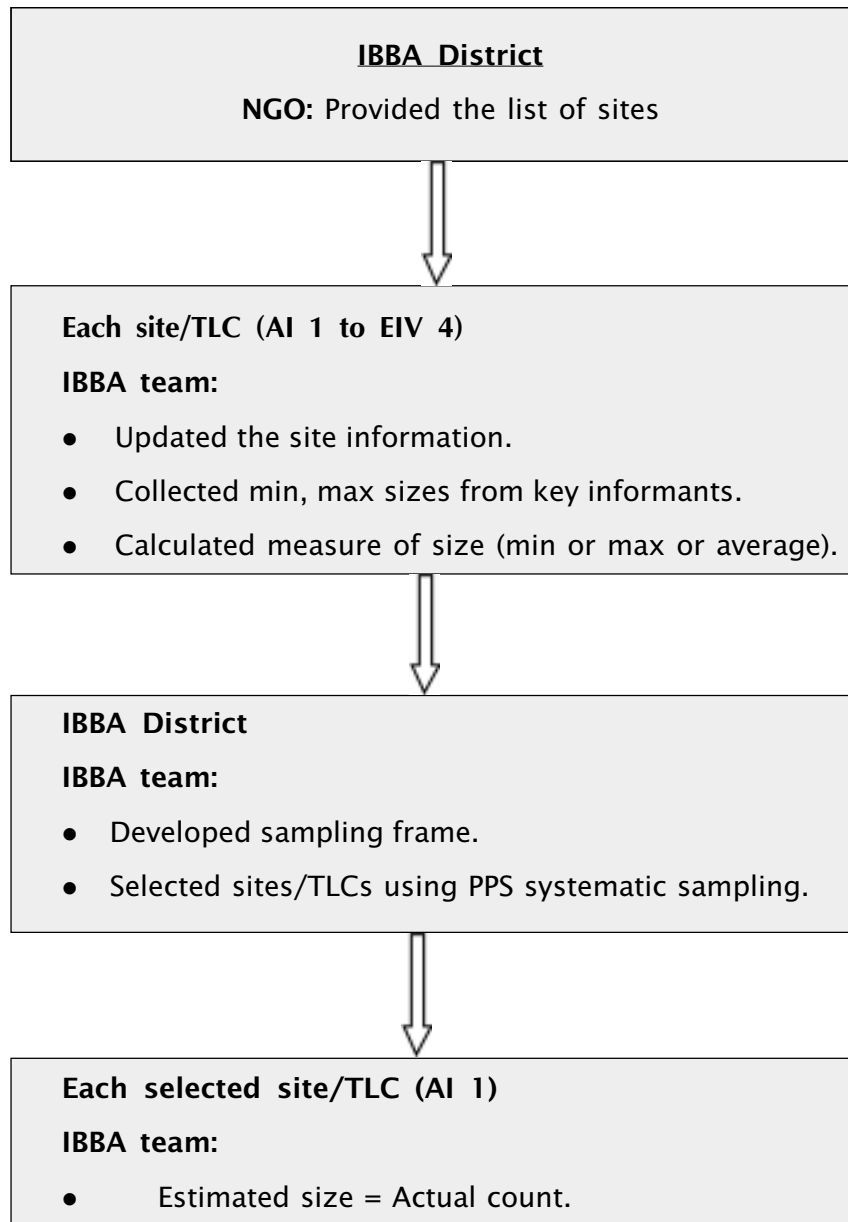 IBBA District
NGO: Provided the list of sites
Each site/TLC (AI 1 to EIV 4)
IBBA team:
● Updated the site information.
● Collected min, max sizes from key informants.
● Calculated measure of size (min or max or average).
IBBA District
IBBA team:
● Developed sampling frame.
● Selected sites/TLCs using PPS systematic sampling.
Each selected site/TLC (AI 1)
IBBA team:
● Estimated size = Actual count.